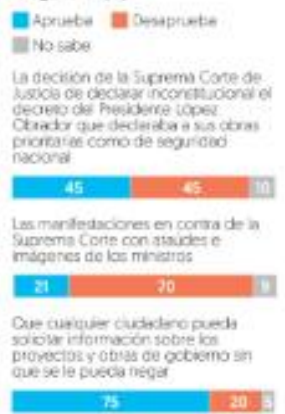 Aprueba Desaprueba
No sabe
La decisión de la Suprema Corte de
Justicia de declarar inconstitucional el
decreto del Presidente López
Obrador que declaraba a sus obras
prioritarias como de seguridad
nacional
45 45 10
Las manifestaciones en contra de la
Suprema Corte con ataúdes e
imágenes de los ministros
21 70 9
Que cualquier ciudadano pueda
solicitar información sobre los
proyectos y obras de gobierno sin
que se le pueda negar
75 20 5